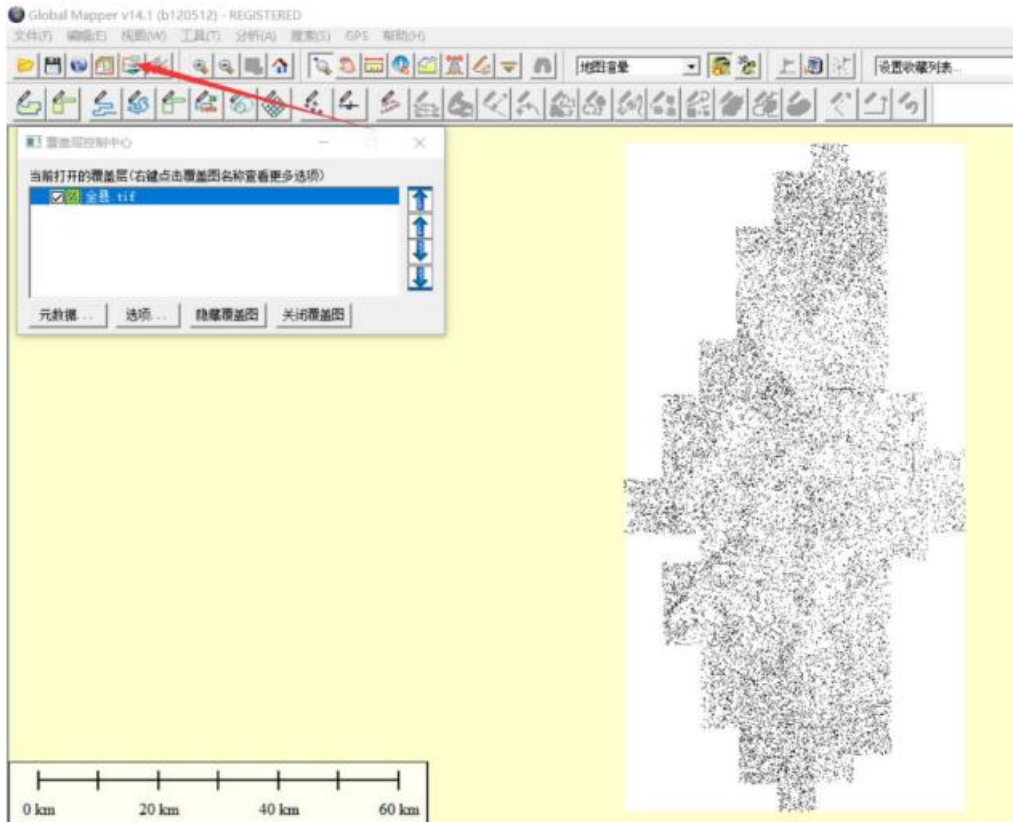 Global Mapper v14.1 (b120512) - REGISTERED
文件(F) 编辑(E) 视图(W) 工具(T) 分析(A) 搜索(S) GPS 帮助(H)
地图音晕 设置收藏列表...
覆盖层控制中心
当前打开的覆盖层(右键点击覆盖图名称查看更多选项)
全县.tif
元数据... 选项... 隐藏覆盖图 关闭覆盖图
0 km 20 km 40 km 60 km